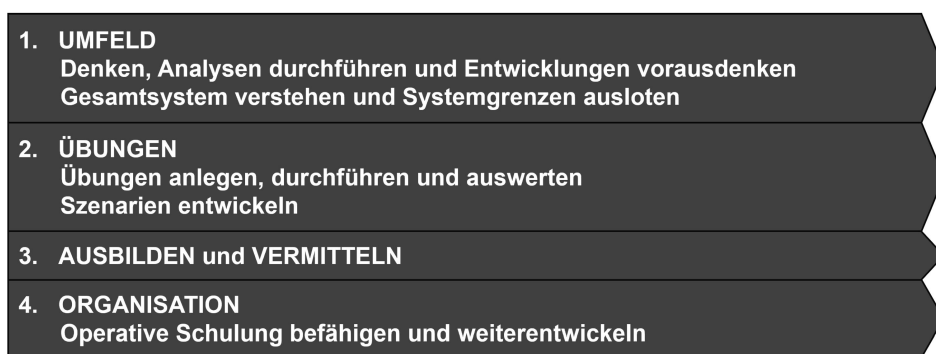 1. UMFELD
Denken, Analysen durchführen und Entwicklungen vorausdenken
Gesamtsystem verstehen und Systemgrenzen ausloten
2. ÜBUNGEN
Übungen anlegen, durchführen und auswerten
Szenarien entwickeln
3. AUSBILDEN und VERMITTELN
4. ORGANISATION
Operative Schulung befähigen und weiterentwickeln